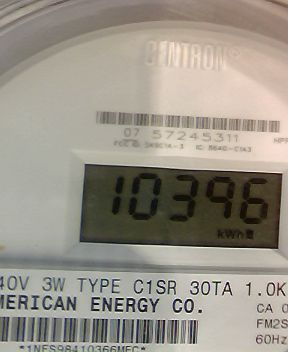 CENTRON®
07 57245311
10396
kWh
40V 3W TYPE C1SR 30TA 1.0K
MERICAN ENERGY CO.
CA 0
FM2S
60Hz
*1NFS98410366MFC*